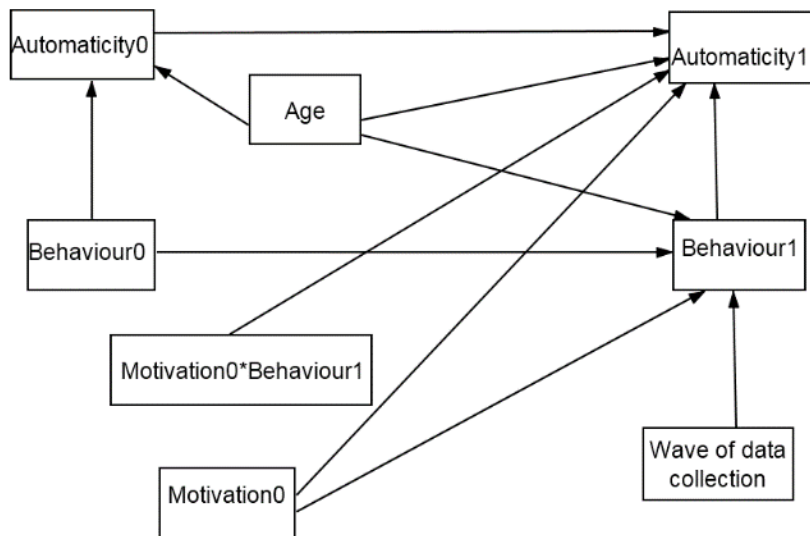 Automaticity0
Automaticity1
Age
Behaviour0
Behaviour1
Motivation0*Behaviour1
Wave of data
collection
Motivation0